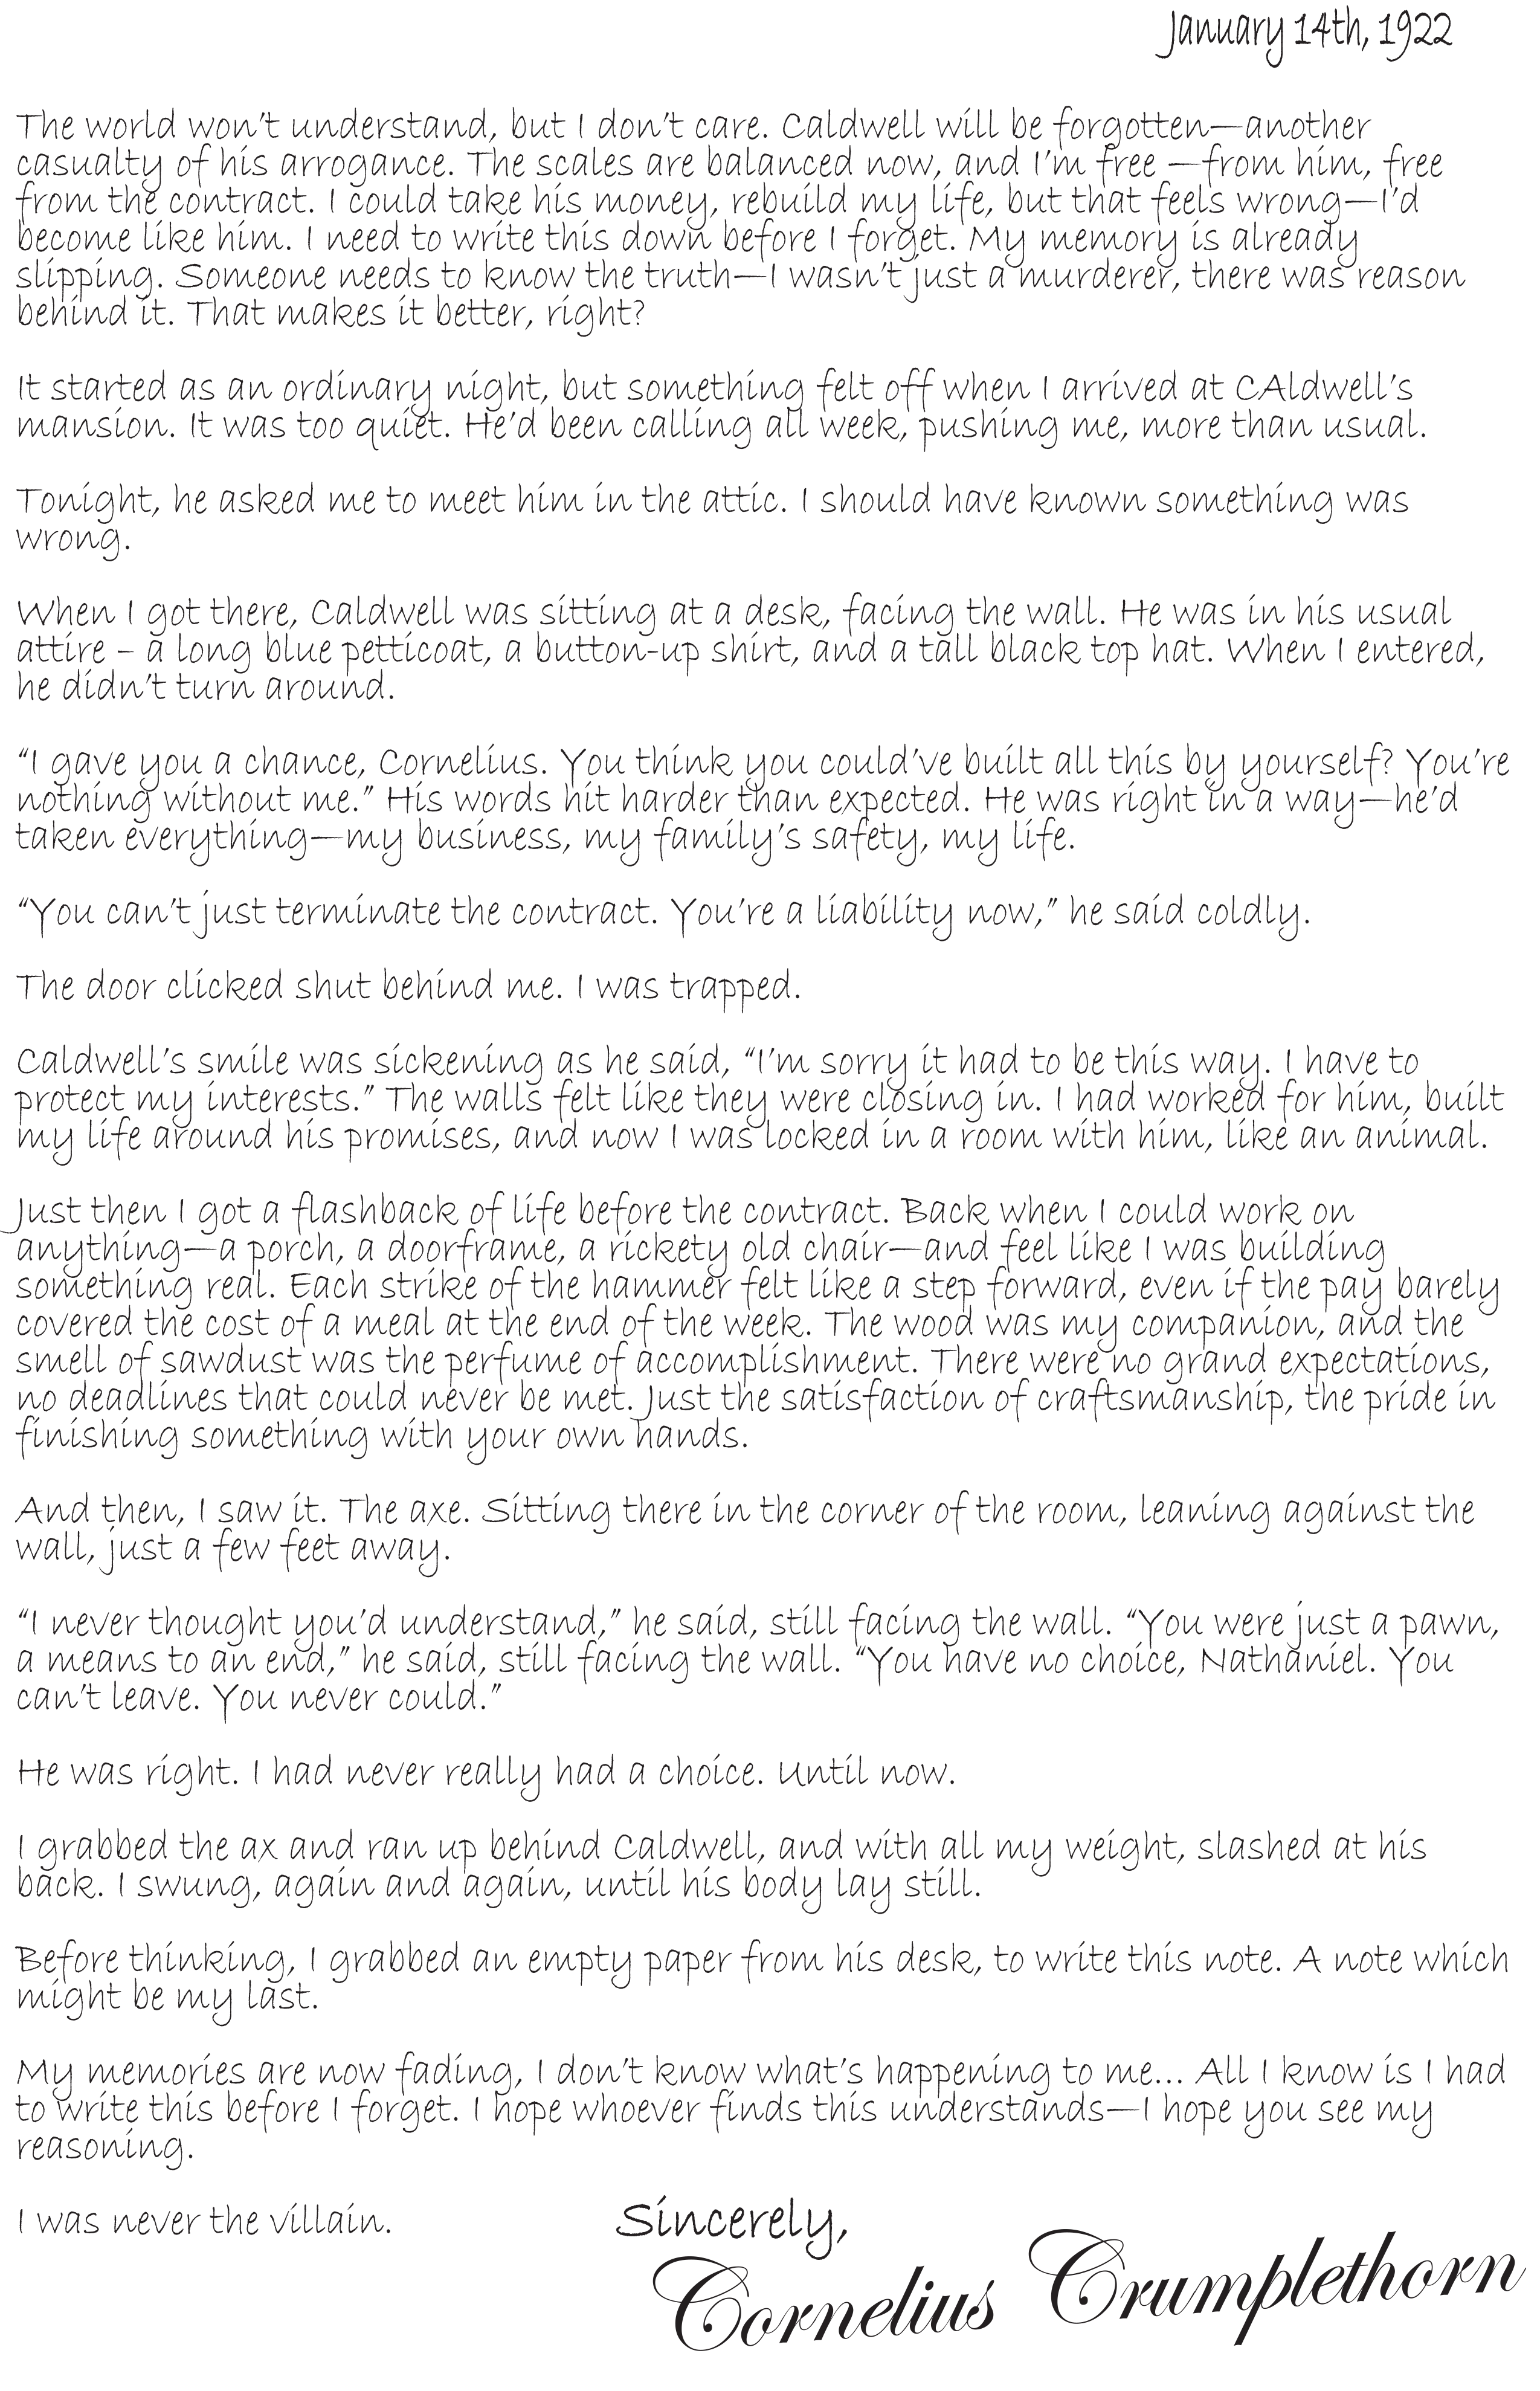 January 14th, 1922
The world won't understand, but I don't care. Caldwell will be forgotten—another
casualty of his arrogance. The scales are balanced now, and I'm free —from him, free
from the contract. I could take his money, rebuild my life, but that feels wrong—I'd
become like him. I need to write this down before I forget. My memory is already
slipping. Someone needs to know the truth—I wasn't just a murderer, there was reason
behind it. That makes it better, right?
It started as an ordinary night, but something felt off when I arrived at CAldwell's
mansion. It was too quiet. He'd been calling all week, pushing me, more than usual.
Tonight, he asked me to meet him in the attic. I should have known something was
wrong.
When I got there, Caldwell was sitting at a desk, facing the wall. He was in his usual
attire – a long blue petticoat, a button-up shirt, and a tall black top hat. When I entered,
he didn't turn around.
“I gave you a chance, Cornelius. You think you could've built all this by yourself? You're
nothing without me.” His words hit harder than expected. He was right in a way—he'd
taken everything—my business, my family's safety, my life.
“You can't just terminate the contract. You're a liability now,” he said coldly.
The door clicked shut behind me. I was trapped.
Caldwell's smile was sickening as he said, “I'm sorry it had to be this way. I have to
protect my interests.” The walls felt like they were closing in. I had worked for him, built
my life around his promises, and now I was locked in a room with him, like an animal.
Just then I got a flashback of life before the contract. Back when I could work on
anything—a porch, a doorframe, a rickety old chair—and feel like I was building
something real. Each strike of the hammer felt like a step forward, even if the pay barely
covered the cost of a meal at the end of the week. The wood was my companion, and the
smell of sawdust was the perfume of accomplishment. There were no grand expectations,
no deadlines that could never be met. Just the satisfaction of craftsmanship, the pride in
finishing something with your own hands.
And then, I saw it. The axe. Sitting there in the corner of the room, leaning against the
wall, just a few feet away.
“I never thought you'd understand,” he said, still facing the wall. “You were just a pawn,
a means to an end,” he said, still facing the wall. “You have no choice, Nathaniel. You
can't leave. You never could.”
He was right. I had never really had a choice. Until now.
I grabbed the ax and ran up behind Caldwell, and with all my weight, slashed at his
back. I swung, again and again, until his body lay still.
Before thinking, I grabbed an empty paper from his desk, to write this note. A note which
might be my last.
My memories are now fading, I don't know what's happening to me... All I know is I had
to write this before I forget. I hope whoever finds this understands—I hope you see my
reasoning.
I was never the villain.
Sincerely,
Cornelius Crumplethorn